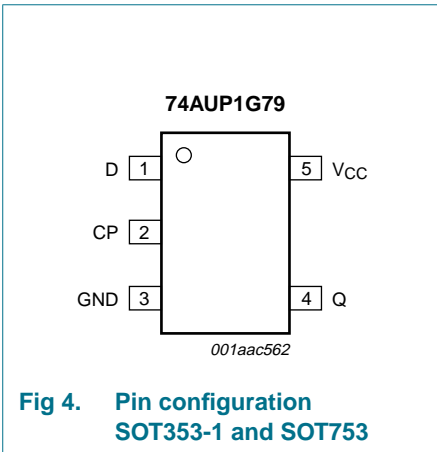 74AUP1G79
D 1 5 VCC
CP 2
GND 3 4 Q
001aac562
Fig 4. Pin configuration
SOT353-1 and SOT753